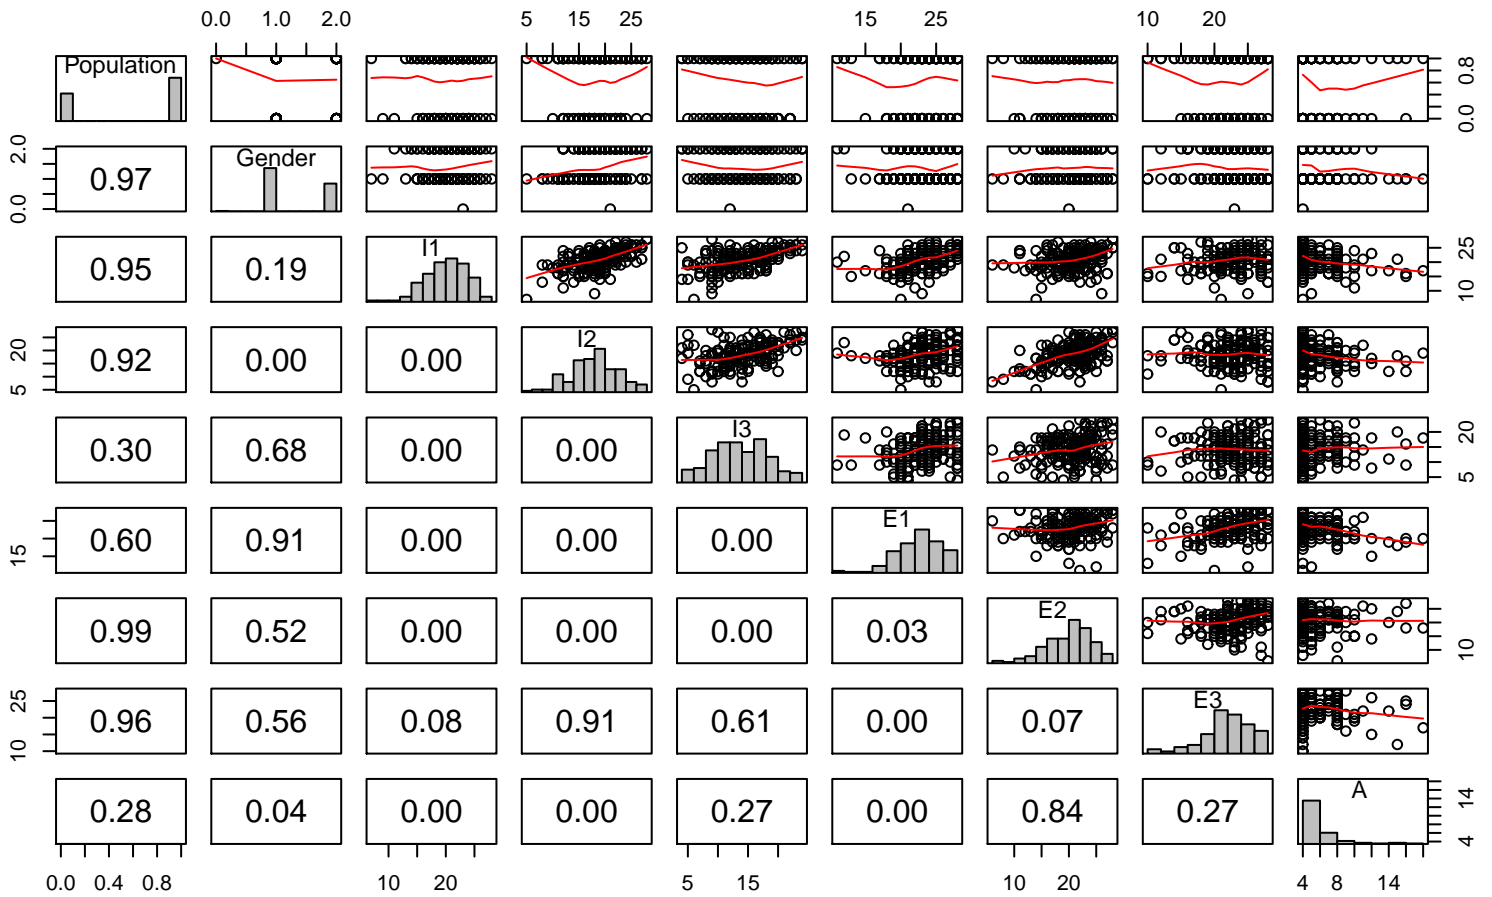 0.0 1.0 2.0 5 15 25 15 25 10 20
Population 0.0 0.8
0.0 2.0 0.97 Gender
0.95 0.19 I1 10 25
5 20 0.92 0.00 0.00 I2
0.30 0.68 0.00 0.00 I3 5 20
15 0.60 0.91 0.00 0.00 0.00 E1
0.99 0.52 0.00 0.00 0.00 0.03 E2 10
10 25 0.96 0.56 0.08 0.91 0.61 0.00 0.07 E3
0.28 0.04 0.00 0.00 0.27 0.00 0.84 0.27 A 4 14
0.0 0.4 0.8 10 20 5 15 10 20 4 8 14